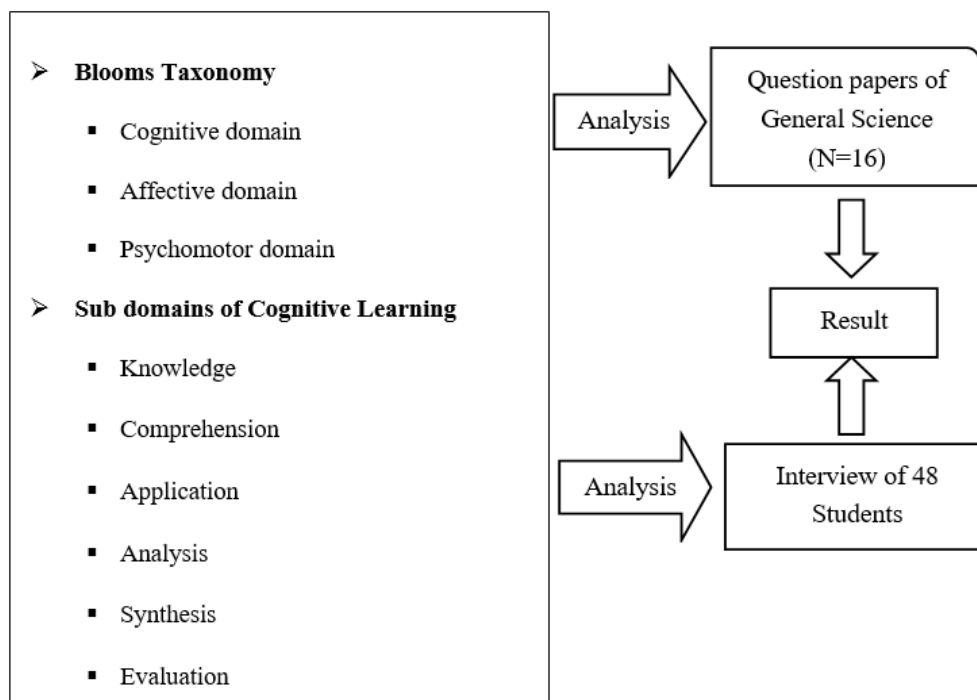 Blooms Taxonomy
Cognitive domain
Affective domain
Psychomotor domain
Sub domains of Cognitive Learning
Knowledge
Comprehension
Application
Analysis
Synthesis
Evaluation
Analysis
Question papers of
General Science
(N=16)
Result
Analysis
Interview of 48
Students